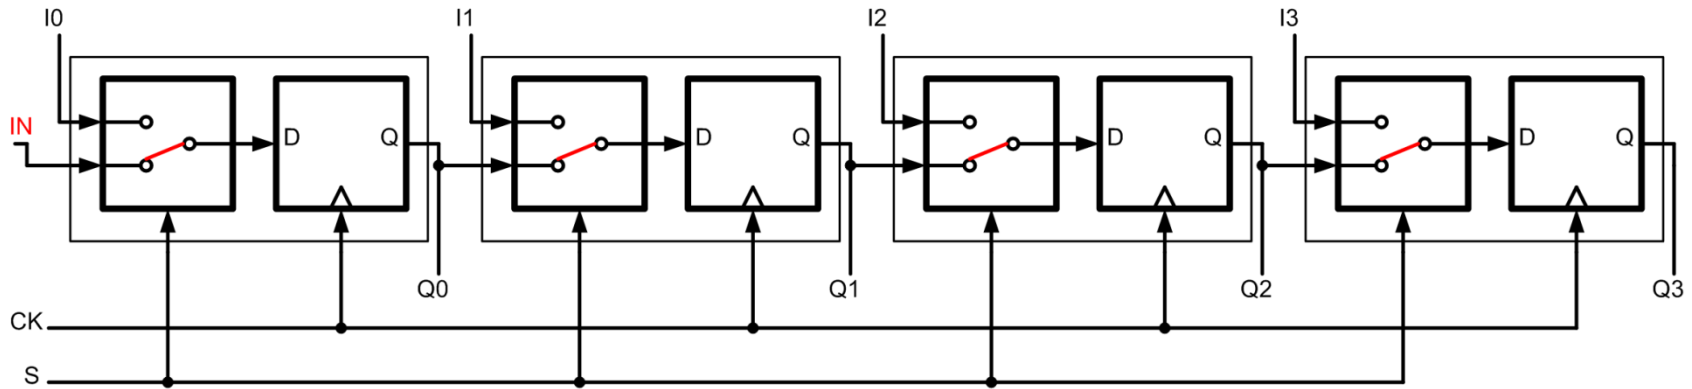 I0 I1 I2 I3
IN
D Q D Q D Q D Q
Q0 Q1 Q2 Q3
CK
S